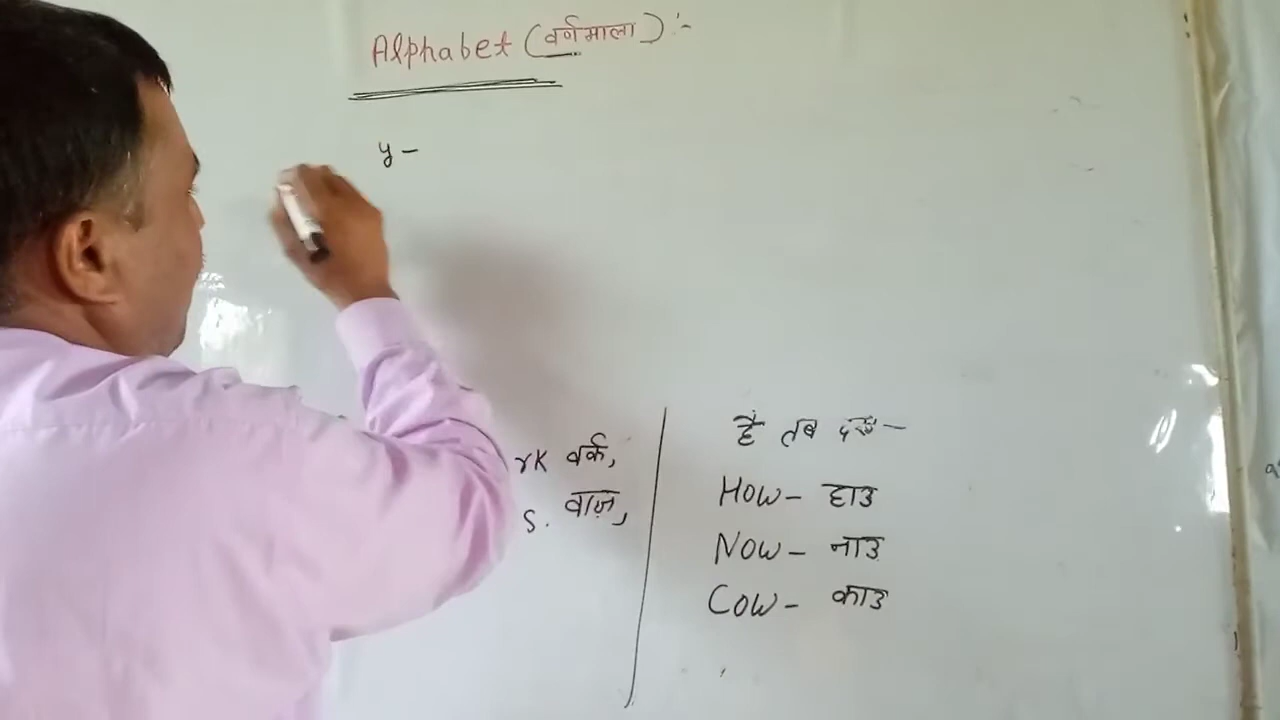 Alphabet (वर्णमाला) :-
y -
rk वर्क,
s. वाज़,
है तब
How - हाउ
Now - नाउ
Cow - काउ